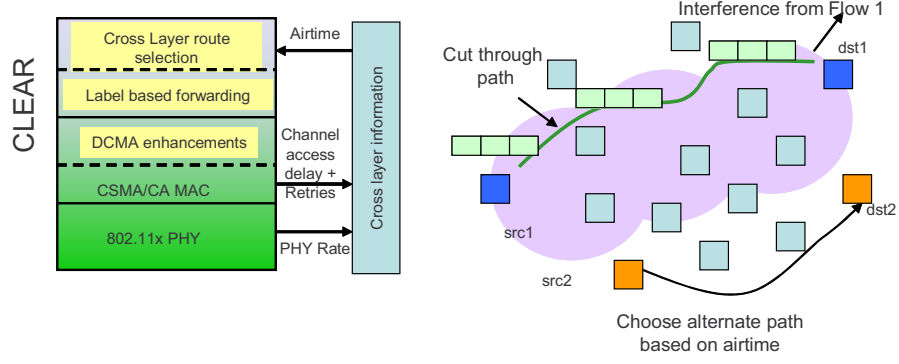 CLEAR
Cross Layer route
selection
Label based forwarding
DCMA enhancements
CSMA/CA MAC
802.11x PHY
Airtime
Channel
access
delay +
Retries
PHY Rate
Cross layer information
Interference from Flow 1
Cut through
path
dst1
src1
dst2
src2
Choose alternate path
based on airtime